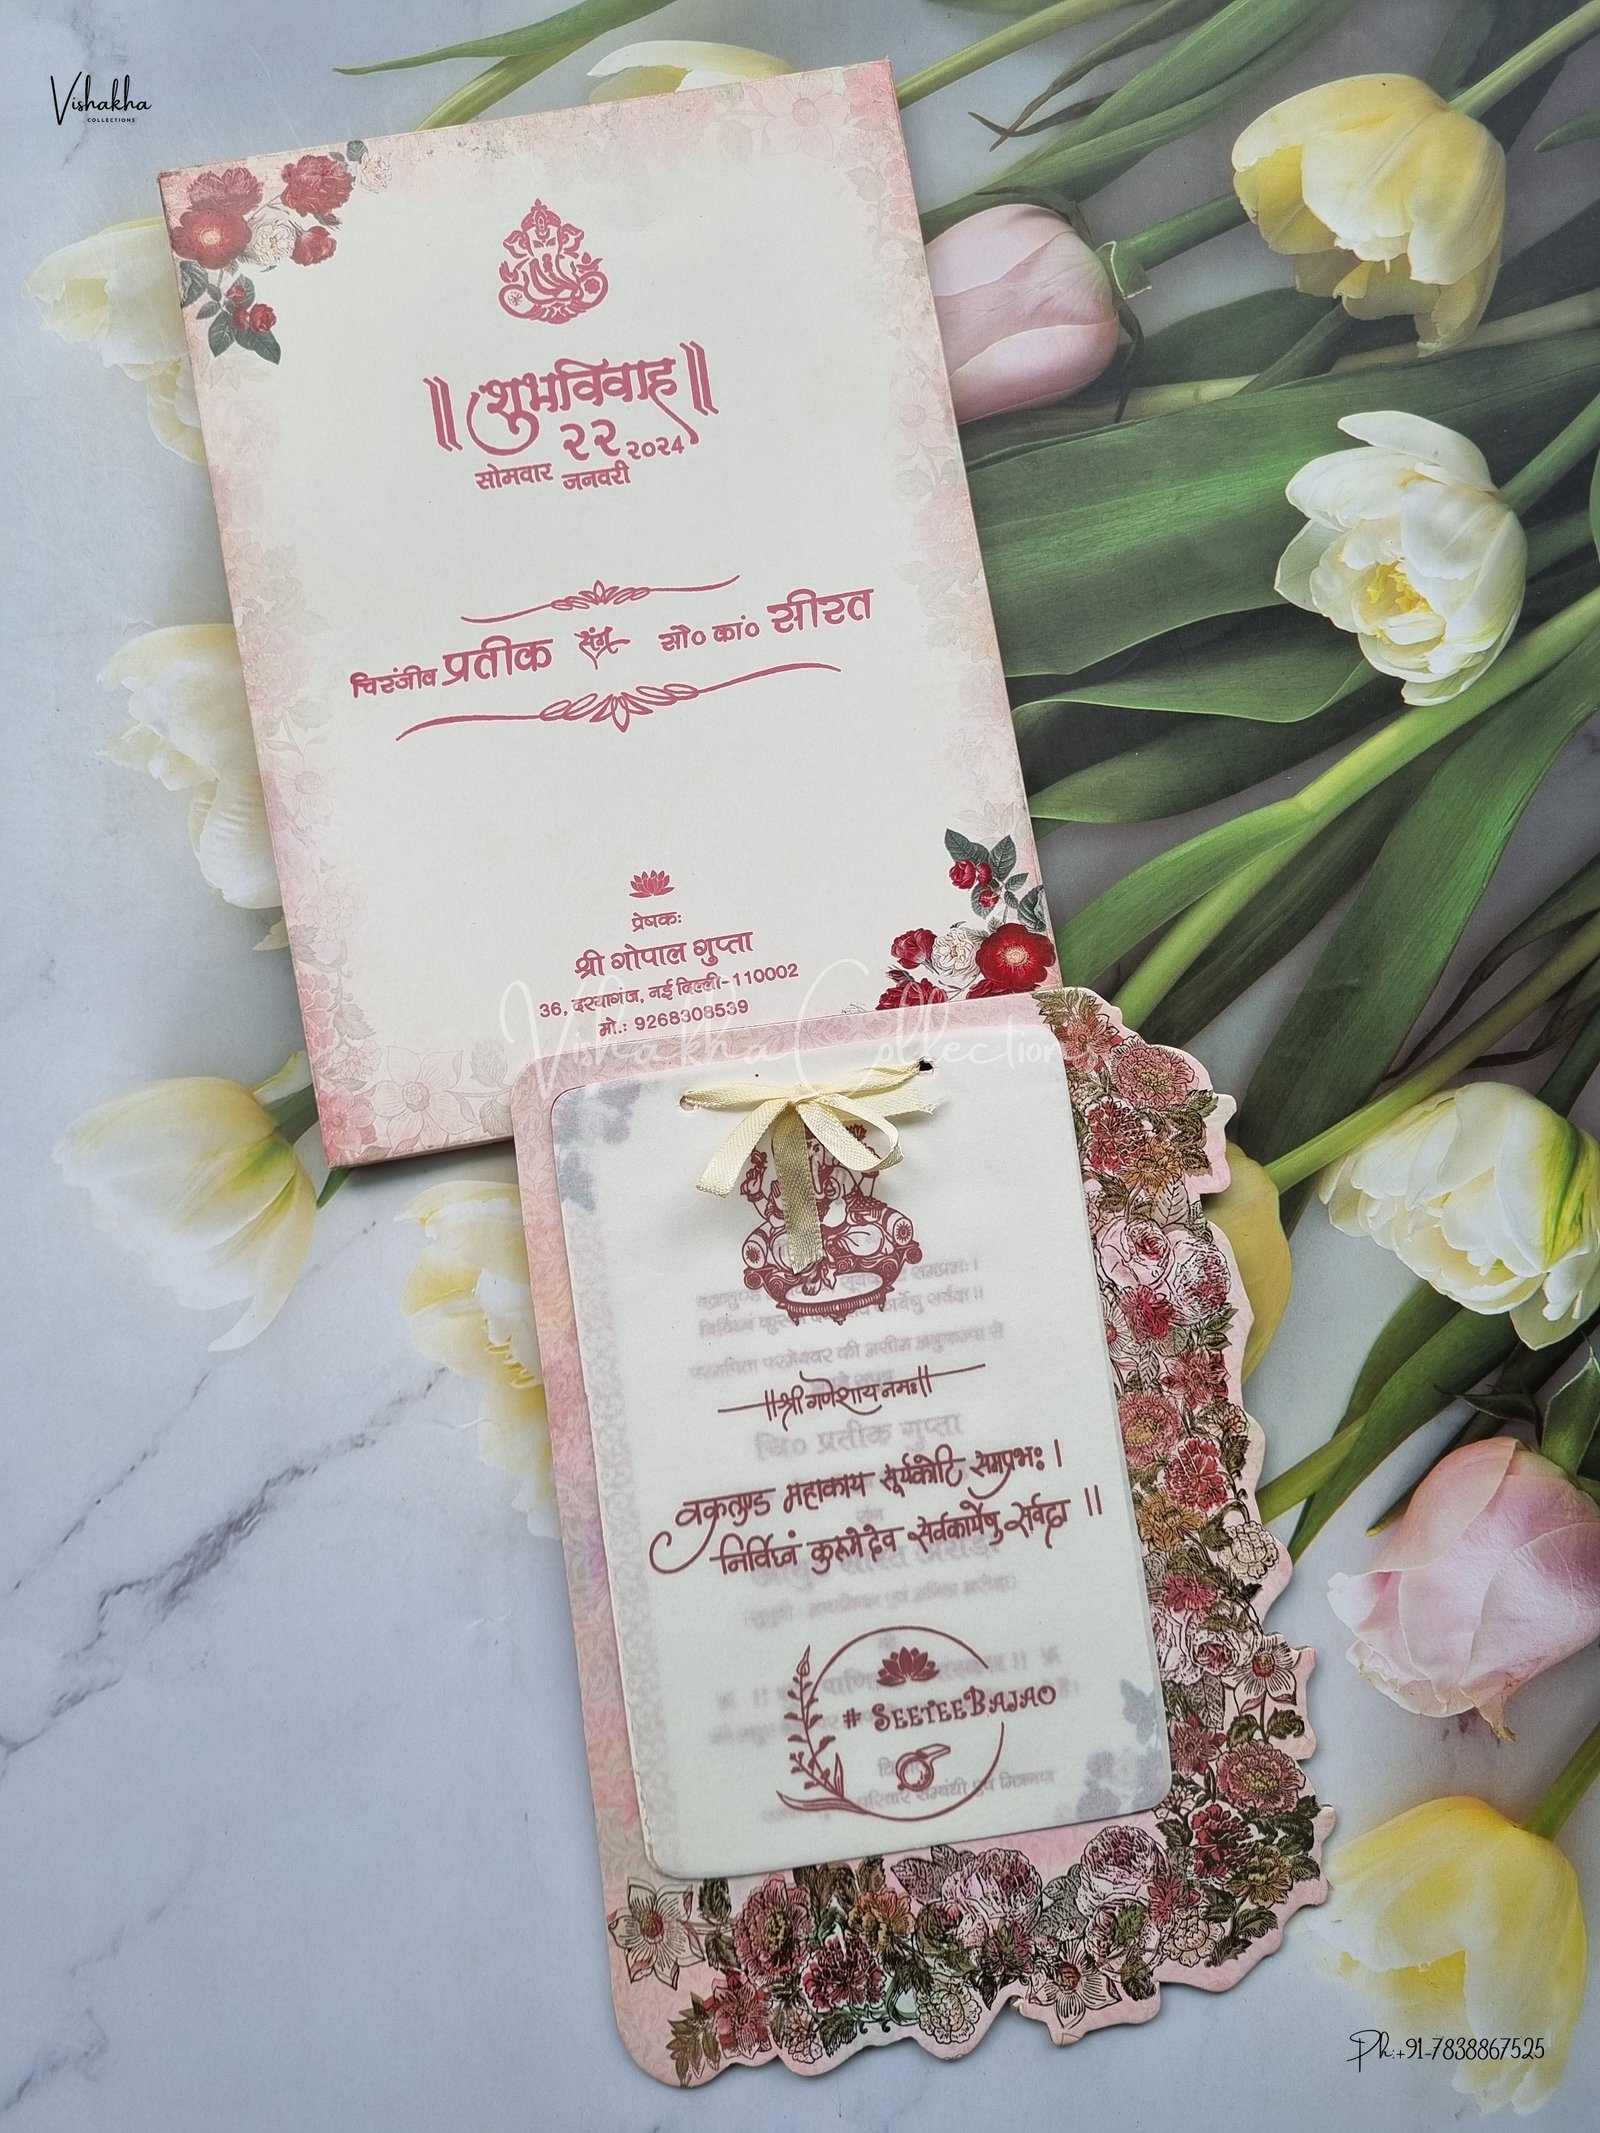 Vishakha
COLLECTIONS
॥ शुभविवाह ॥
२२
सोमवार जनवरी २०२४
चिरंजीव प्रतीक संग सौ० कां० सीरत
प्रेषकः
श्री गोपाल गुप्ता
36, दरयागंज, नई दिल्ली-110002
मो.: 9268308539
Vishakha Collections
॥श्री गणेशाय नमः॥
वक्रतुण्ड महाकाय सूर्यकोटि समप्रभः।
निर्विघ्नं कुरूमेदेव सर्वकार्येषु सर्वदा ॥
# SEETEEBAJAO
चि० प्रतीक गुप्ता
Ph:+91-7838867525